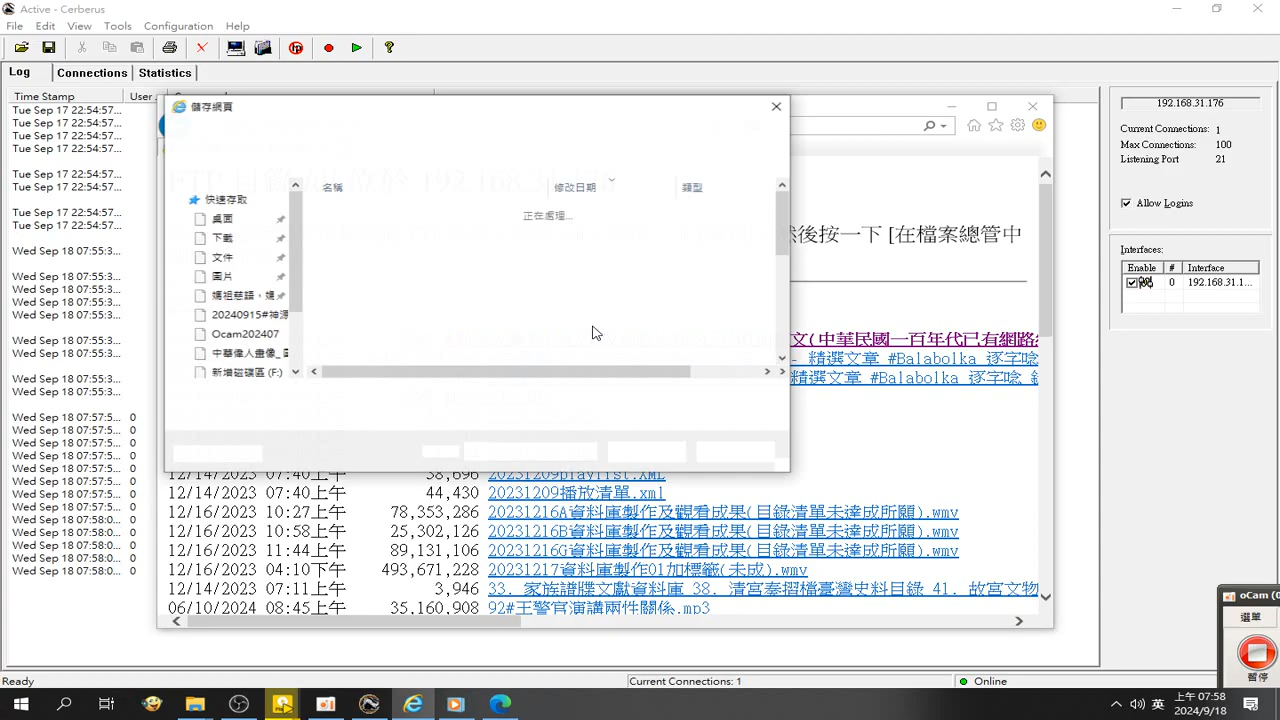 Active - Cerberus
File Edit View Tools Configuration Help
Log Connections Statistics
Time Stamp User
Tue Sep 17 22:54:57...
Tue Sep 17 22:54:57...
Tue Sep 17 22:54:57...
Tue Sep 17 22:54:57...
Tue Sep 17 22:54:57...
Tue Sep 17 22:54:57...
Tue Sep 17 22:54:57...
Tue Sep 17 22:54:57...
Wed Sep 18 07:55:3...
Wed Sep 18 07:55:3...
Wed Sep 18 07:55:3...
Wed Sep 18 07:55:3...
Wed Sep 18 07:55:3...
Wed Sep 18 07:55:3...
Wed Sep 18 07:55:3...
Wed Sep 18 07:55:3...
Wed Sep 18 07:55:3...
Wed Sep 18 07:57:5... 0
Wed Sep 18 07:57:5... 0
Wed Sep 18 07:57:5... 0
Wed Sep 18 07:57:5... 0
Wed Sep 18 07:57:5... 0
Wed Sep 18 07:57:5... 0
Wed Sep 18 07:57:5... 0
Wed Sep 18 07:57:5... 0
Wed Sep 18 07:58:0... 0
Wed Sep 18 07:58:0... 0
Wed Sep 18 07:58:0... 0
Wed Sep 18 07:58:0... 0
Wed Sep 18 07:58:0... 0
儲存網頁
名稱 修改日期 類型
正在處理...
快速存取
桌面
下載
文件
圖片
媽祖慈語，
20240915#神
Ocam202407
中華偉人畫像_
新增磁碟區 (F:)
後按一下 [在檔案總管中
文(中華民國一百年代已有網路
- 精選文章 #Balabolka 逐字唸
精選文章 #Balabolka 逐字唸
12/14/2023 07:40上午 38,696 20231209playlist.XML
12/14/2023 07:40上午 44,430 20231209播放清單.xml
12/16/2023 10:27上午 78,353,286 20231216A資料庫製作及觀看成果(目錄清單未達成所願).wmv
12/16/2023 10:58上午 25,302,126 20231216B資料庫製作及觀看成果(目錄清單未達成所願).wmv
12/16/2023 11:44上午 89,131,106 20231216G資料庫製作及觀看成果(目錄清單未達成所願).wmv
12/16/2023 04:10下午 493,671,228 20231217資料庫製作01加標籤(未成).wmv
12/14/2023 07:11上午 3,946 33. 家族譜牒文獻資料庫 38. 清宮奏摺檔臺灣史料目錄 41. 故宮文物
06/10/2024 08:45上午 35,160,908 92#王警官演講兩性關係.mp3
192.168.31.176
Current Connections: 1
Max Connections: 100
Listening Port 21
Allow Logins
Interfaces:
Enable # Interface
0 192.168.31.1...
oCam (0
選單
暫停
Ready Current Connections: 1 Online
英
上午 07:58
2024/9/18